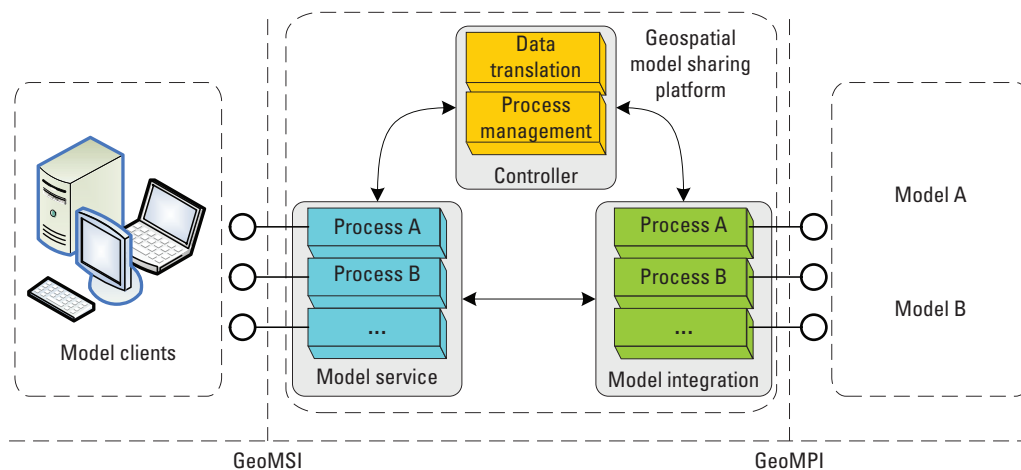 Data
translation
Process
management
Controller
Geospatial
model sharing
platform
Model clients
Process A
Process B
...
Model service
Process A
Process B
...
Model integration
Model A
Model B
GeoMSI
GeoMPI